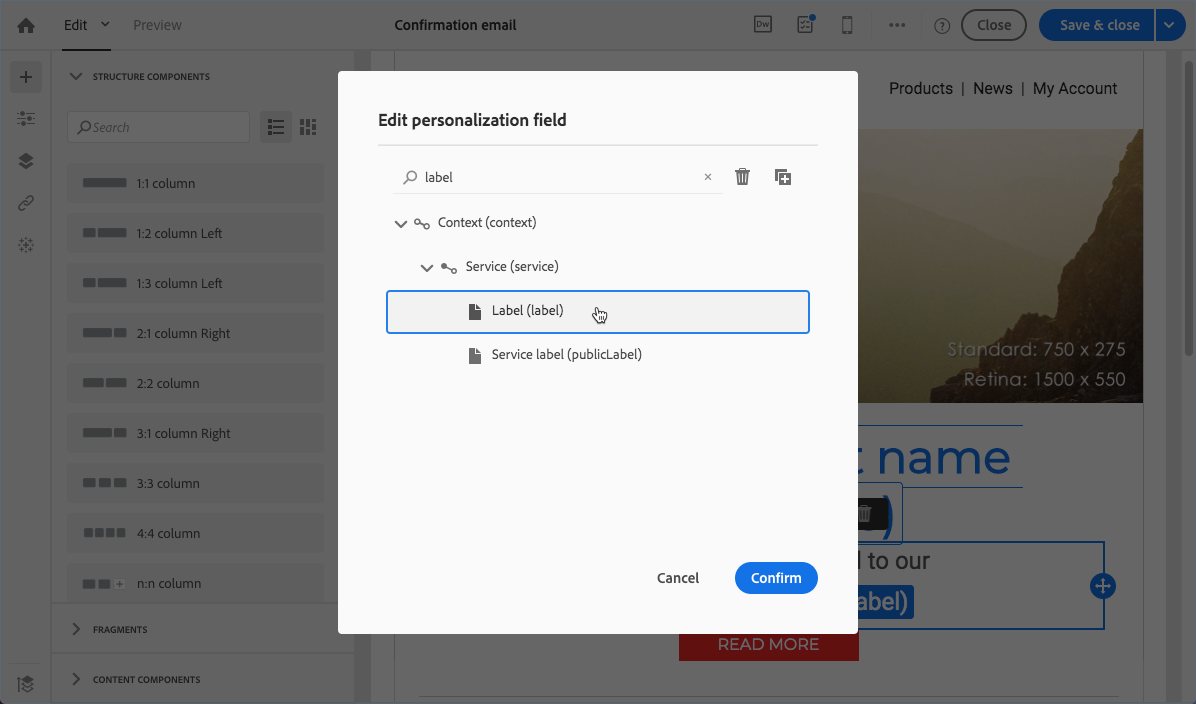 Edit Preview Confirmation email Dw ? Close Save & close
STRUCTURE COMPONENTS
Search
1:1 column
1:2 column Left
1:3 column Left
2:1 column Right
2:2 column
3:1 column Right
3:3 column
4:4 column
n:n column
FRAGMENTS
CONTENT COMPONENTS
Edit personalization field
label ×
Context (context)
Service (service)
Label (label)
Service label (publicLabel)
Cancel Confirm
Products | News | My Account
Standard: 750 x 275
Retina: 1500 x 550
t name
)
to our
abel)
READ MORE